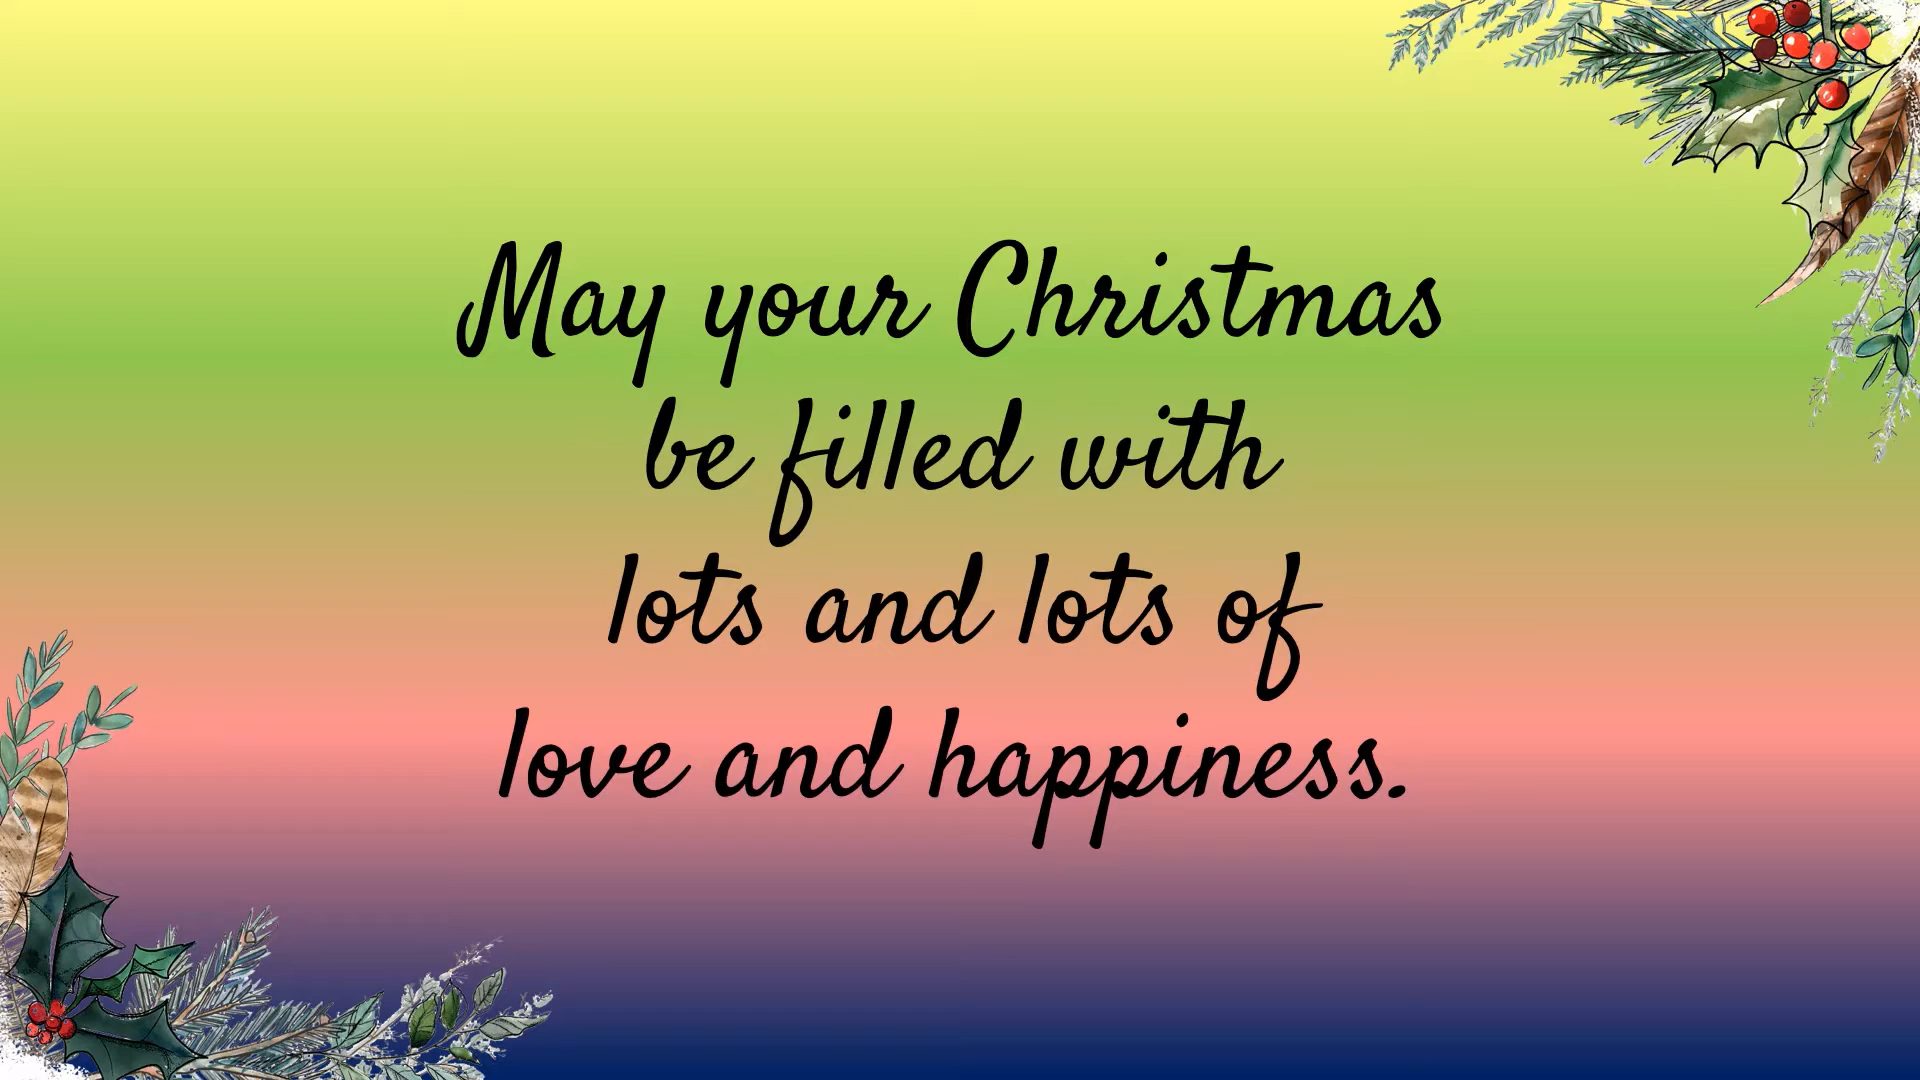 May your Christmas
be filled with
lots and lots of
love and happiness.